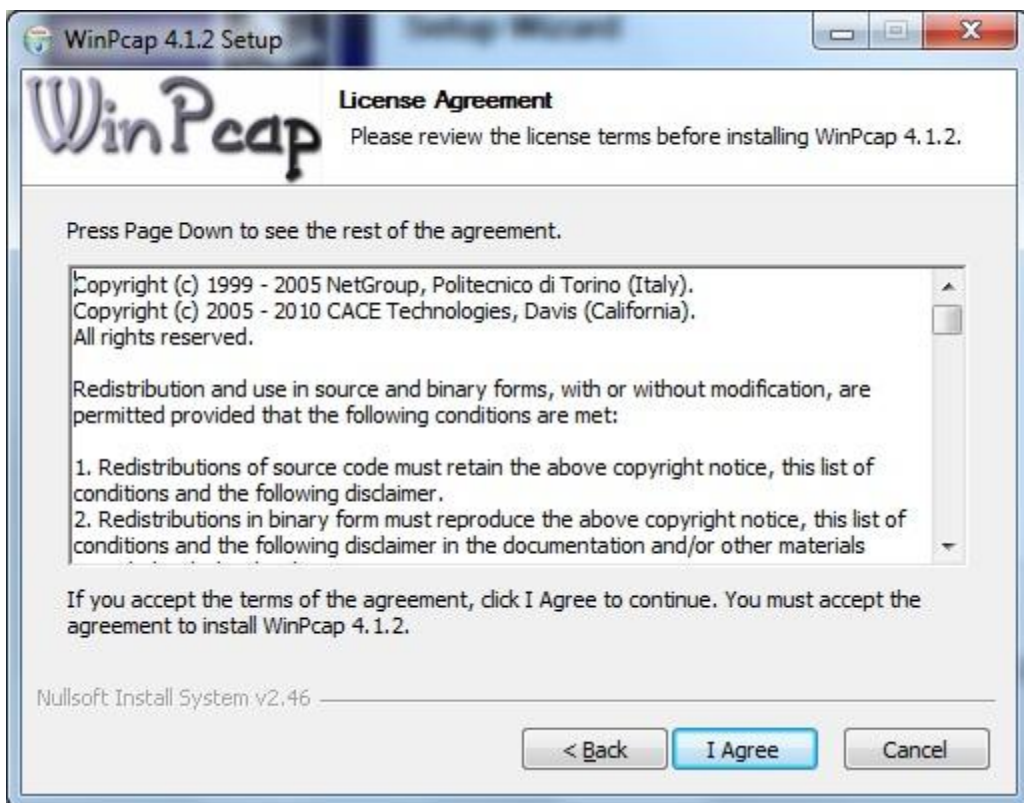 WinPcap 4.1.2 Setup
Setup Wizard
WinPcap
License Agreement
Please review the license terms before installing WinPcap 4.1.2.
Press Page Down to see the rest of the agreement.
Copyright (c) 1999 - 2005 NetGroup, Politecnico di Torino (Italy).
Copyright (c) 2005 - 2010 CACE Technologies, Davis (California).
All rights reserved.
Redistribution and use in source and binary forms, with or without modification, are
permitted provided that the following conditions are met:
1. Redistributions of source code must retain the above copyright notice, this list of
conditions and the following disclaimer.
2. Redistributions in binary form must reproduce the above copyright notice, this list of
conditions and the following disclaimer in the documentation and/or other materials
If you accept the terms of the agreement, click I Agree to continue. You must accept the
agreement to install WinPcap 4.1.2.
Nullsoft Install System v2.46
< Back
I Agree
Cancel